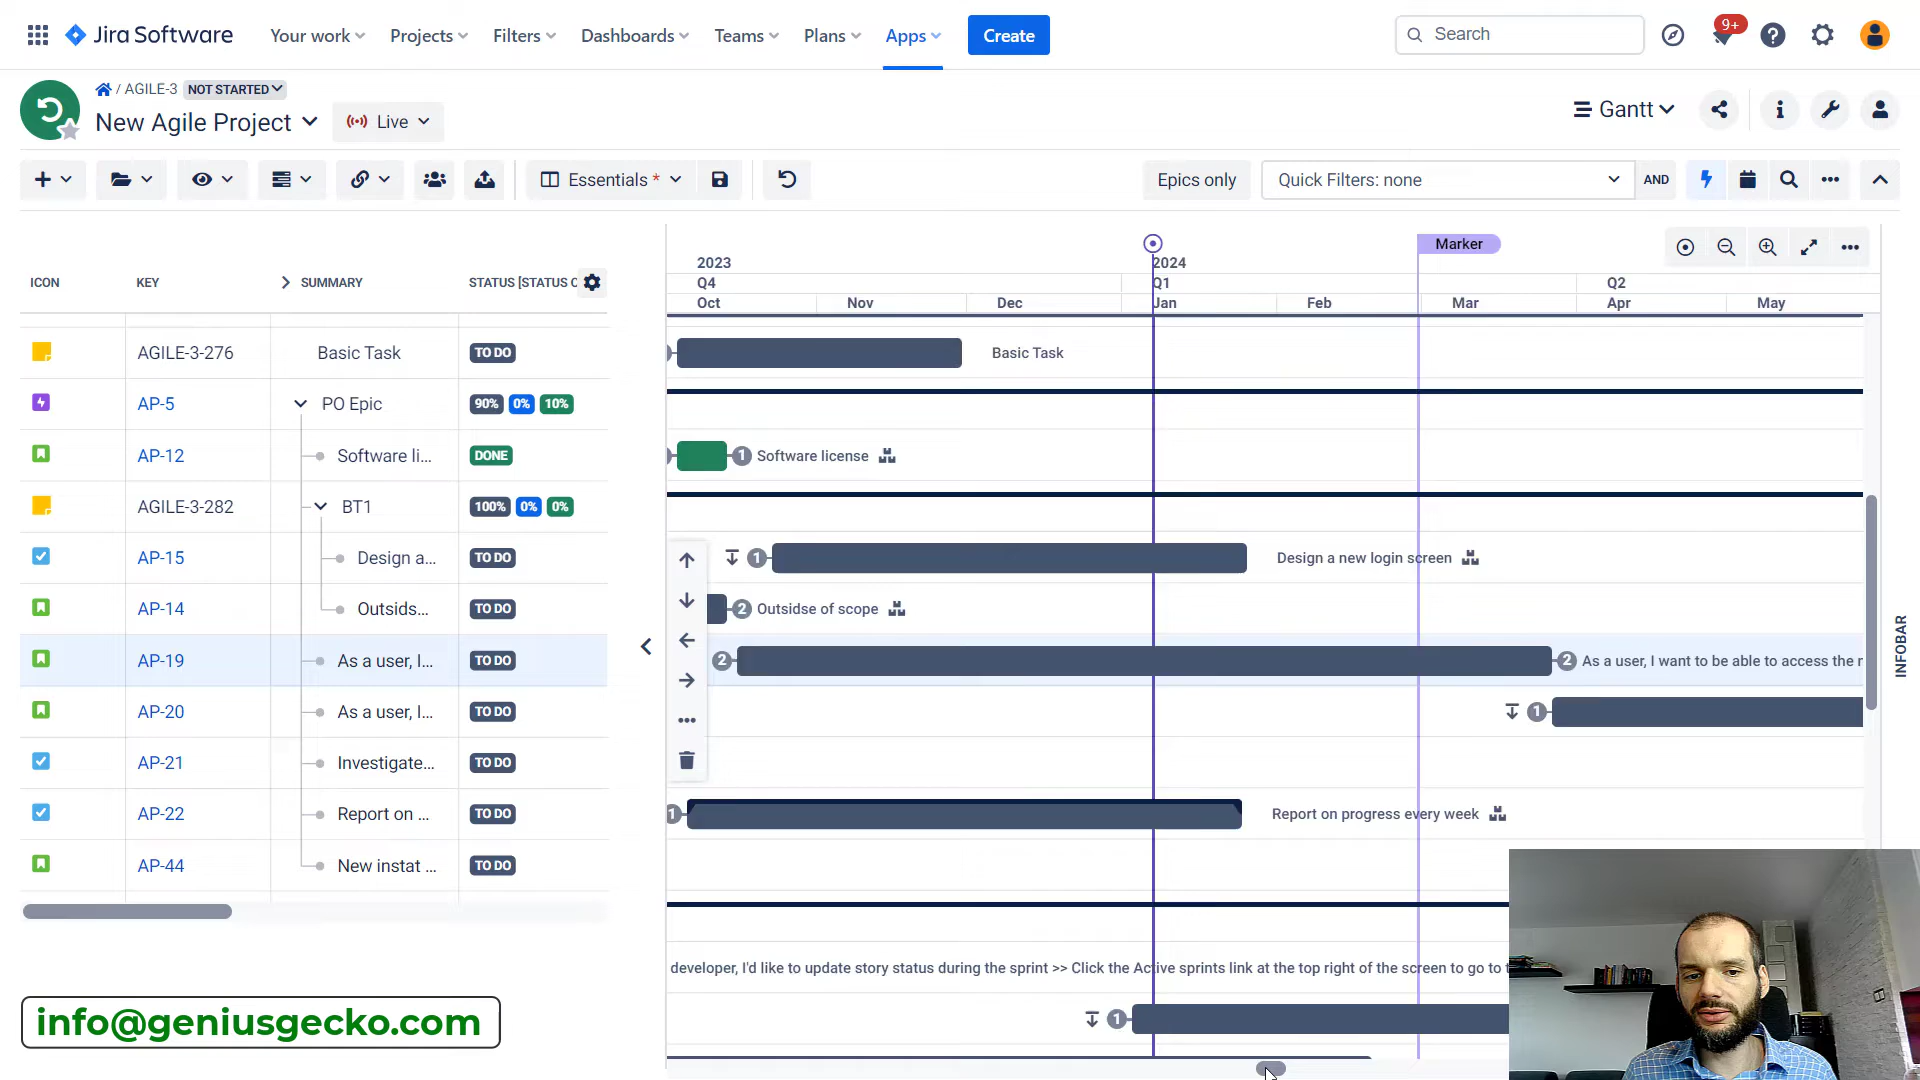 Jira Software Your work Projects Filters Dashboards Teams Plans Apps Create Search 9+
/ AGILE-3 NOT STARTED
New Agile Project Live Gantt
Essentials * Epics only Quick Filters: none AND
Marker
2023 2024
ICON KEY SUMMARY STATUS [STATUS C Q4 Q1 Q2
Oct Nov Dec Jan Feb Mar Apr May
AGILE-3-276 Basic Task TO DO Basic Task
AP-5 PO Epic 90% 0% 10%
AP-12 Software li... DONE 1 Software license
AGILE-3-282 BT1 100% 0% 0%
AP-15 Design a... TO DO 1 Design a new login screen
AP-14 Outsids... TO DO 2 Outsidse of scope
AP-19 As a user, I... TO DO 2 2 As a user, I want to be able to access the r
AP-20 As a user, I... TO DO 1
AP-21 Investigate... TO DO
AP-22 Report on ... TO DO 1 Report on progress every week
AP-44 New instat ... TO DO
developer, I'd like to update story status during the sprint >> Click the Active sprints link at the top right of the screen to go to t
1
INFOBAR
info@geniusgecko.com